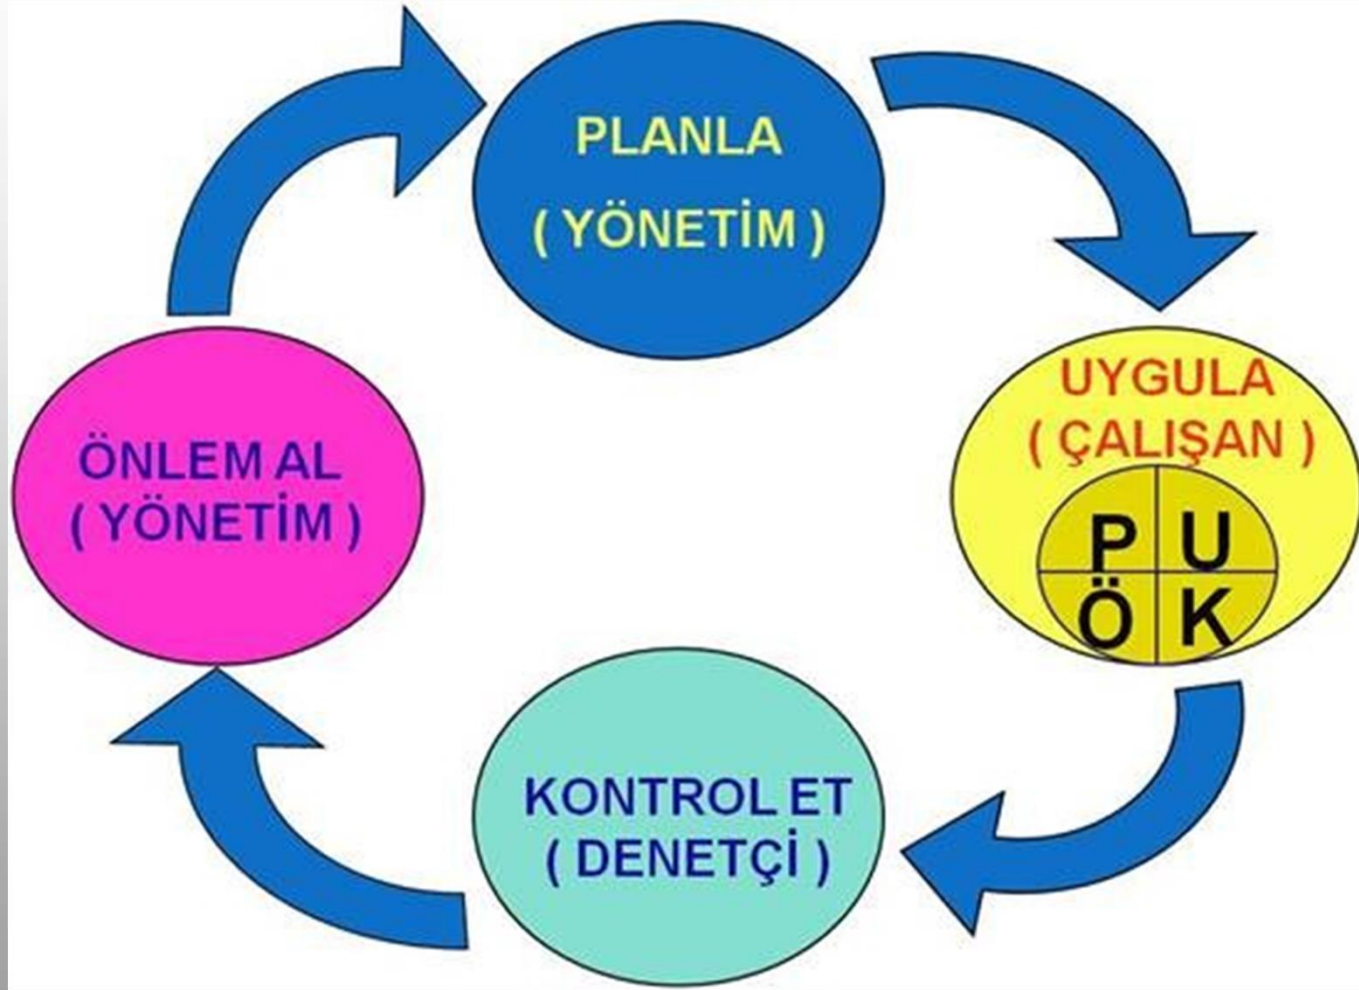 PLANLA
( YÖNETİM )
UYGULA
( ÇALIŞAN )
P U
Ö K
KONTROL ET
( DENETÇİ )
ÖNLEM AL
( YÖNETİM )